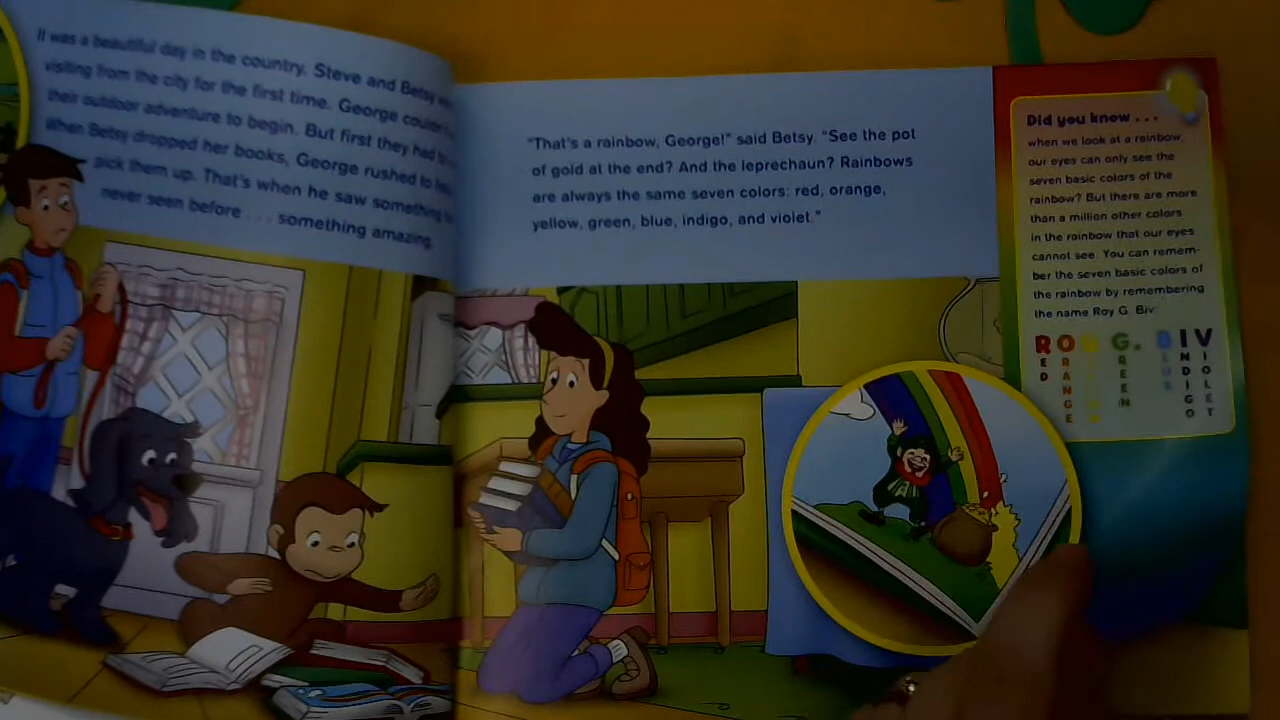 It was a beautiful day in the country. Steve and Betsy
visiting from the city for the first time. George
their outdoor adventure to begin. But first they had
When Betsy dropped her books, George rushed to
pick them up. That's when he saw something
never seen before . . . something amazing.
"That's a rainbow, George!" said Betsy. "See the pot
of gold at the end? And the leprechaun? Rainbows
are always the same seven colors: red, orange,
yellow, green, blue, indigo, and violet."
Did you know . . .
when we look at a rainbow,
our eyes can only see the
seven basic colors of the
rainbow? But there are more
than a million other colors
in the rainbow that our eyes
cannot see. You can remem-
ber the seven basic colors of
the rainbow by remembering
the name Roy G. Biv
RED
ORANGE
GREEN
BLUE
INDIGO
VIOLET